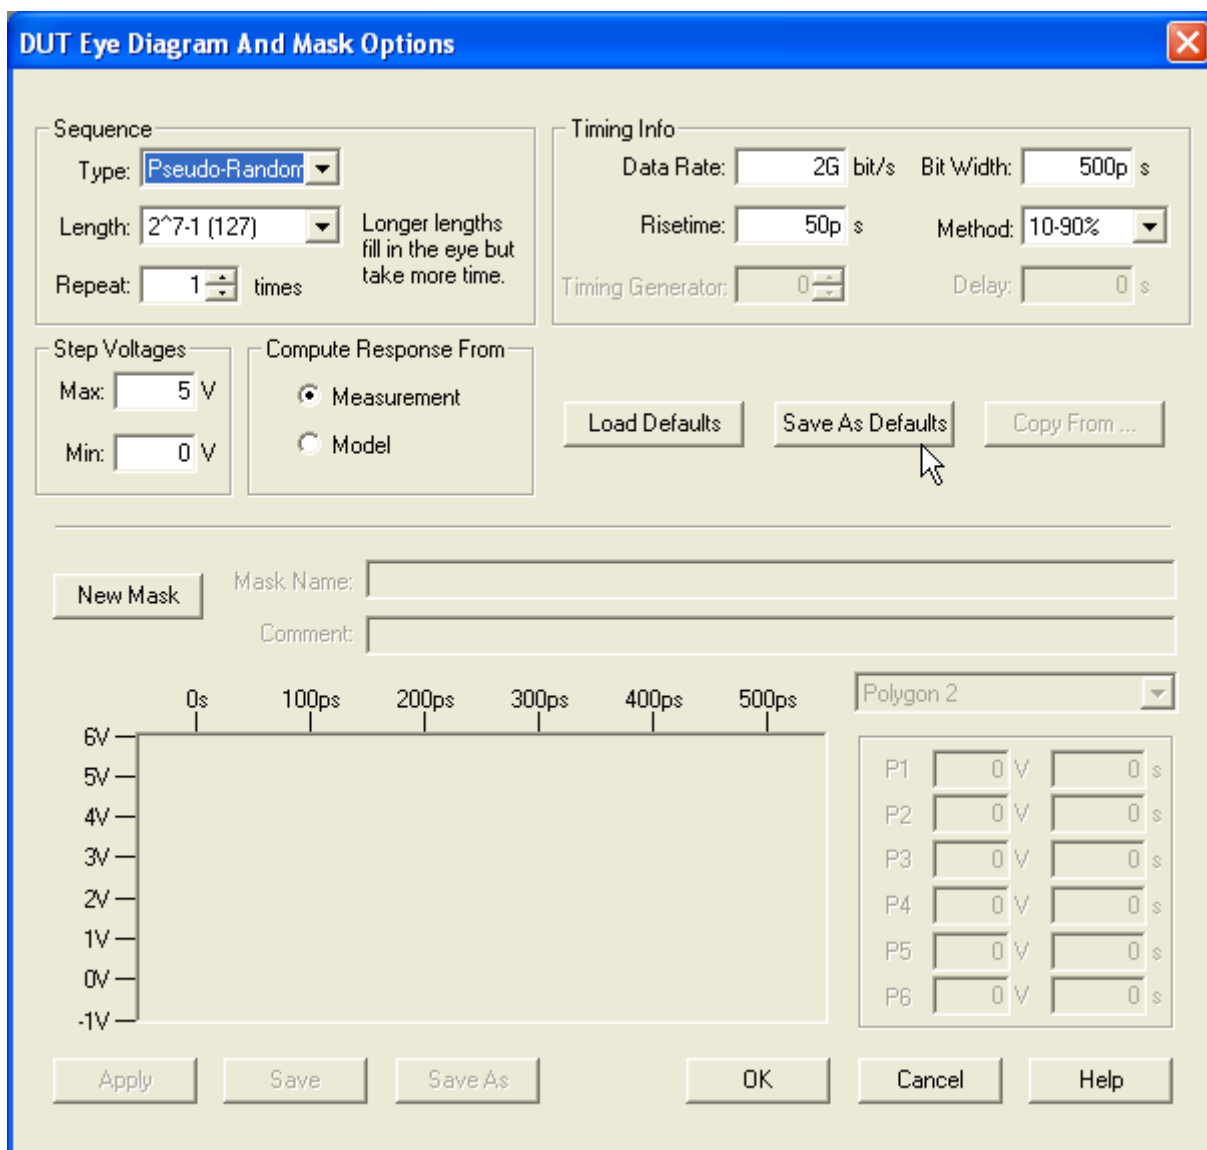 DUT Eye Diagram And Mask Options
Sequence
Type: Pseudo-Random
Length: 2^7-1 (127)
Longer lengths
fill in the eye but
take more time.
Repeat: 1 times
Timing Info
Data Rate: 2G bit/s Bit Width: 500p s
Risetime: 50p s Method: 10-90%
Timing Generator: 0 Delay: 0 s
Step Voltages
Max: 5 V
Min: 0 V
Compute Response From
Measurement
Model
Load Defaults Save As Defaults Copy From ...
New Mask
Mask Name:
Comment:
0s 100ps 200ps 300ps 400ps 500ps
6V
5V
4V
3V
2V
1V
0V
-1V
Polygon 2
P1 0 V 0 s
P2 0 V 0 s
P3 0 V 0 s
P4 0 V 0 s
P5 0 V 0 s
P6 0 V 0 s
Apply Save Save As OK Cancel Help